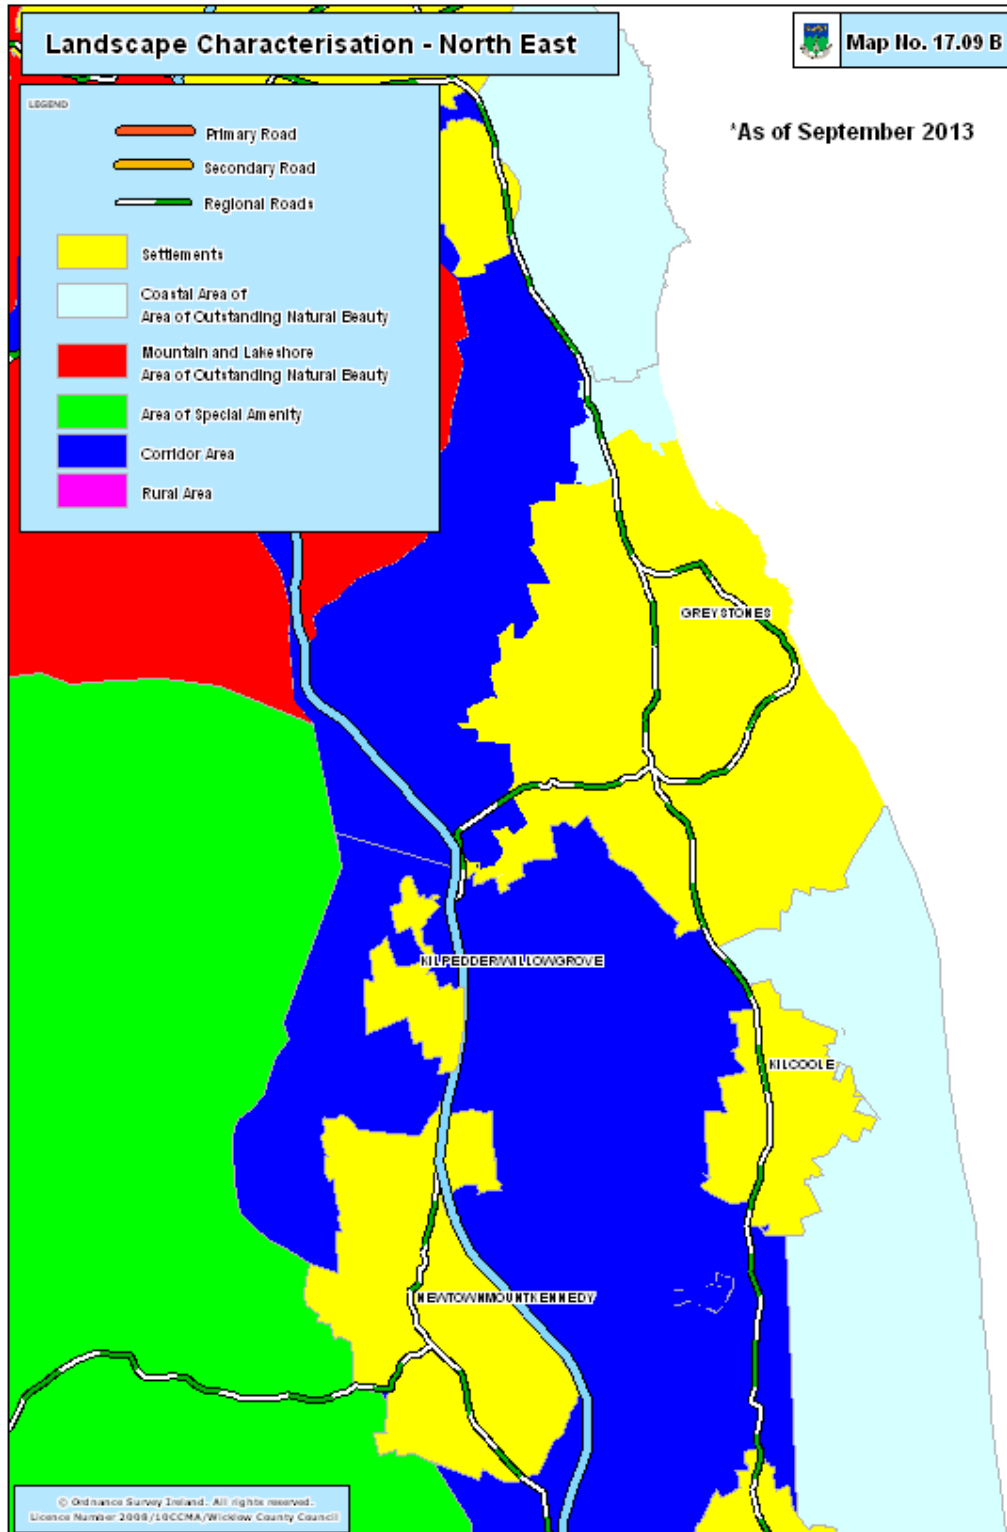 Landscape Characterisation - North East
Map No. 17.09 B
*As of September 2013
LEGEND
Primary Road
Secondary Road
Regional Roads
Settlements
Coastal Area of
Area of Outstanding Natural Beauty
Mountain and Lakeshore
Area of Outstanding Natural Beauty
Area of Special Amenity
Corridor Area
Rural Area
GREYSTONES
KILPEDDER/WILLOWGROVE
KILCOOLE
NEWTOWNMOUNTKENNEDY
© Ordnance Survey Ireland. All rights reserved.
Licence Number 2008/10CCMA/Wicklow County Council